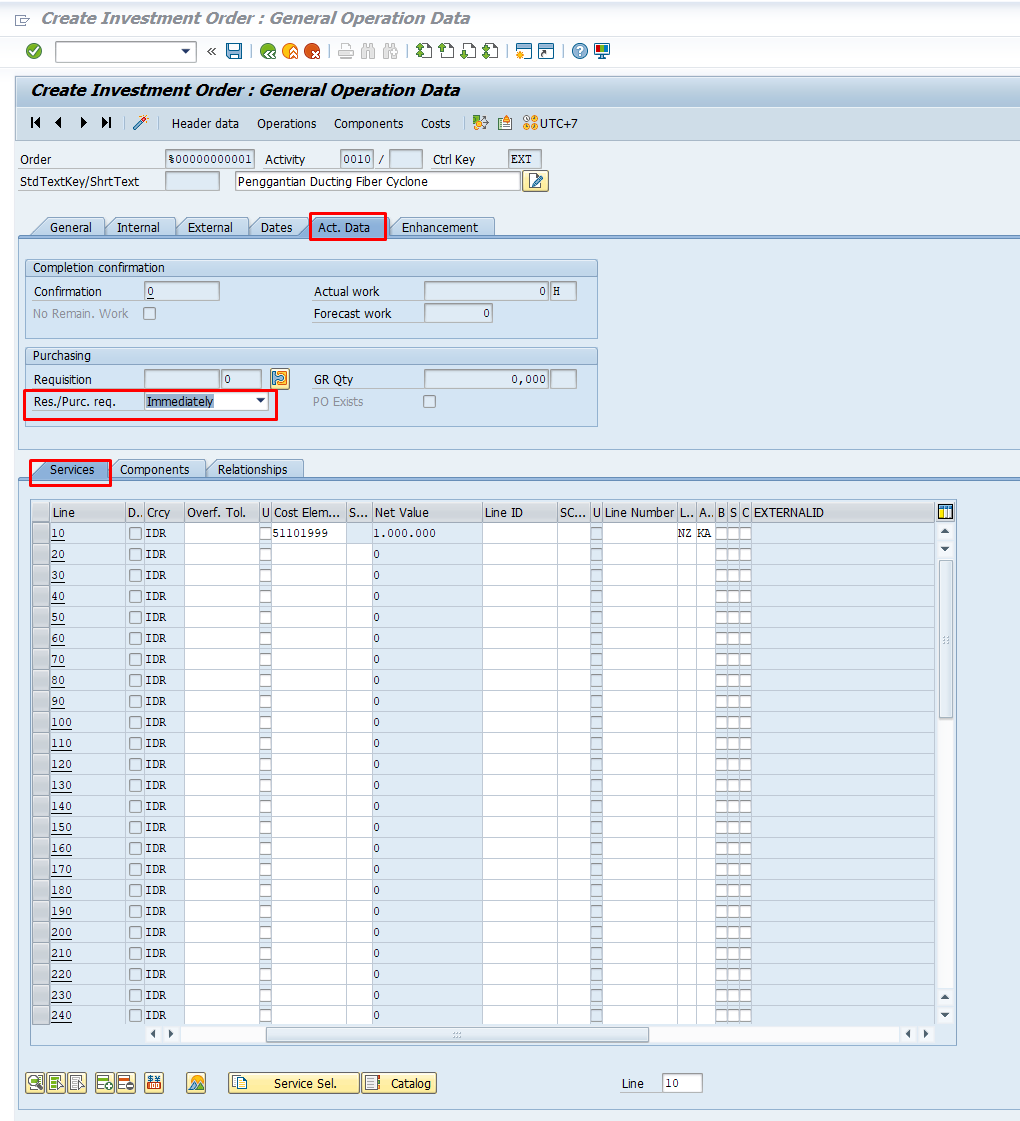 Create Investment Order : General Operation Data
Create Investment Order : General Operation Data
Header data Operations Components Costs UTC+7
Order %00000000001 Activity 0010 / Ctrl Key EXT
StdTextKey/ShrtText Penggantian Ducting Fiber Cyclone
General Internal External Dates Act. Data Enhancement
Completion confirmation
Confirmation 0 Actual work 0 H
No Remain. Work Forecast work 0
Purchasing
Requisition 0 GR Qty 0,000
Res./Purc. req. Immediately PO Exists
Services Components Relationships
Line D.. Crcy Overf. Tol. U Cost Elem... S... Net Value Line ID SC... U Line Number L.. A.. B S C EXTERNALID
10 IDR 51101999 1.000.000 NZ KA
20 IDR 0
30 IDR 0
40 IDR 0
50 IDR 0
60 IDR 0
70 IDR 0
80 IDR 0
90 IDR 0
100 IDR 0
110 IDR 0
120 IDR 0
130 IDR 0
140 IDR 0
150 IDR 0
160 IDR 0
170 IDR 0
180 IDR 0
190 IDR 0
200 IDR 0
210 IDR 0
220 IDR 0
230 IDR 0
240 IDR 0
Service Sel. Catalog Line 10